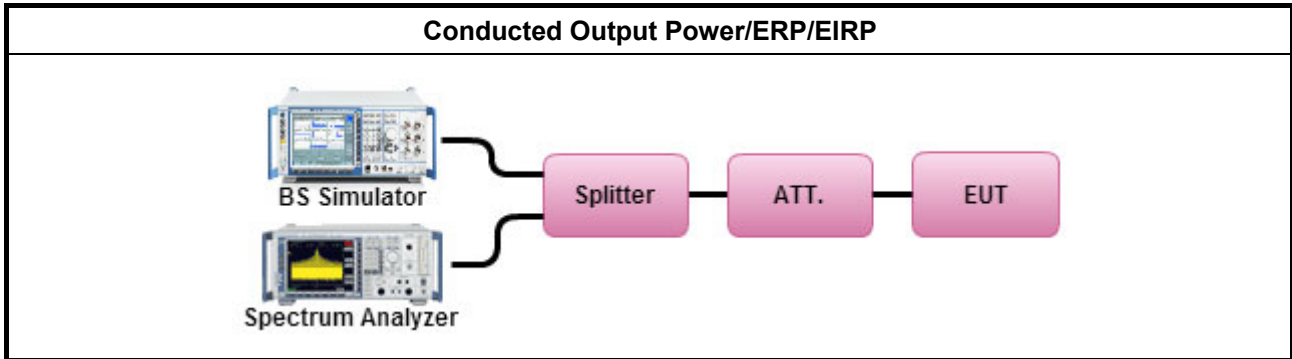 Conducted Output Power/ERP/EIRP
BS Simulator
Splitter
ATT.
EUT
Spectrum Analyzer